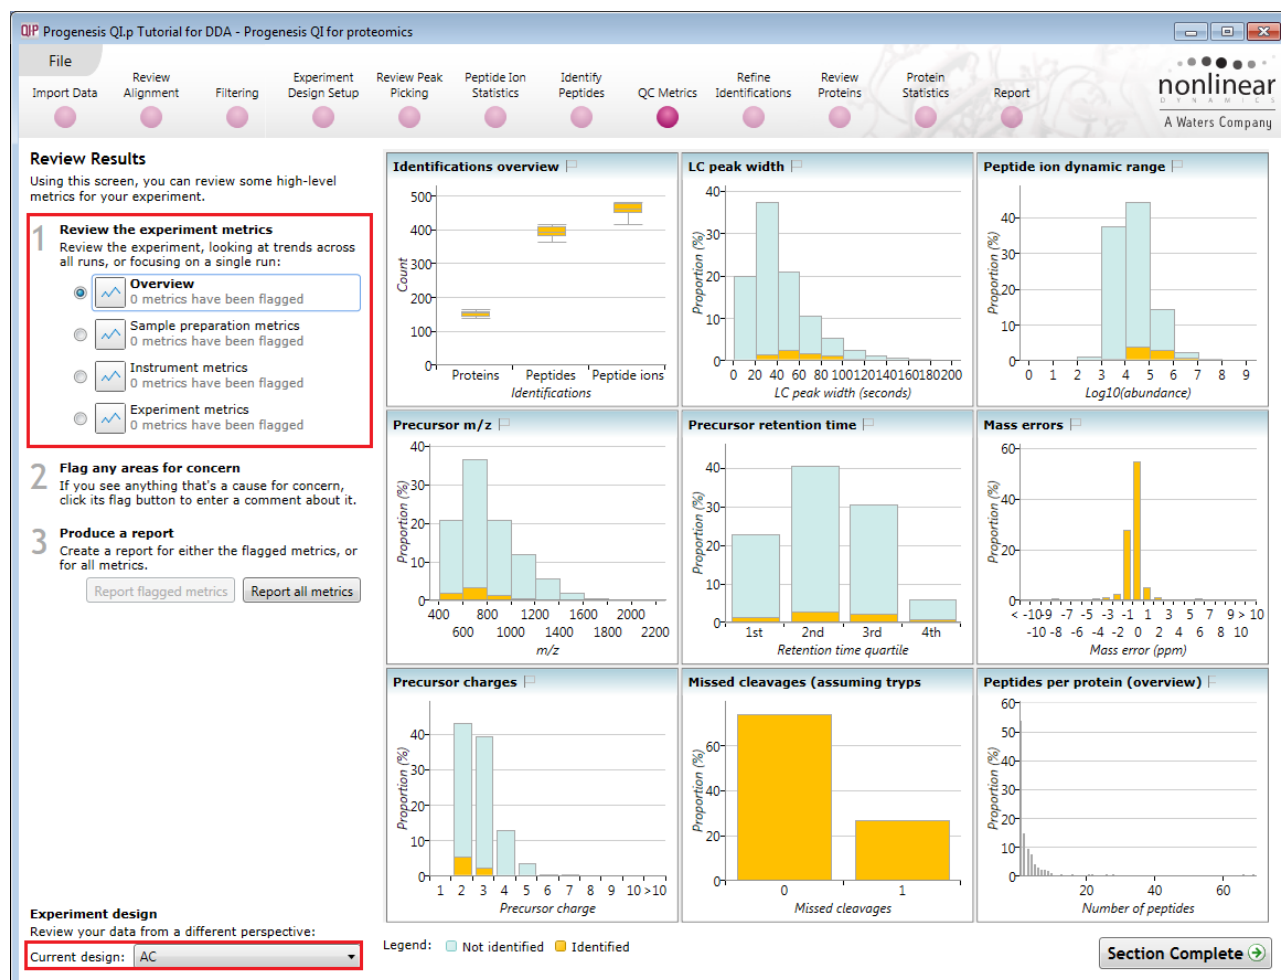 Progenesis QI.p Tutorial for DDA - Progenesis QI for proteomics
File
Import Data
Review Alignment
Filtering
Experiment Design Setup
Review Peak Picking
Peptide Ion Statistics
Identify Peptides
QC Metrics
Refine Identifications
Review Proteins
Protein Statistics
Report
nonlinear
DYNAMICS
A Waters Company
Review Results
Using this screen, you can review some high-level
metrics for your experiment.
1 Review the experiment metrics
Review the experiment, looking at trends across
all runs, or focusing on a single run:
Overview
0 metrics have been flagged
Sample preparation metrics
0 metrics have been flagged
Instrument metrics
0 metrics have been flagged
Experiment metrics
0 metrics have been flagged
2 Flag any areas for concern
If you see anything that's a cause for concern,
click its flag button to enter a comment about it.
3 Produce a report
Create a report for either the flagged metrics, or
for all metrics.
Report flagged metrics Report all metrics
Experiment design
Review your data from a different perspective:
Current design: AC
Identifications overview
Count
500
400
300
200
100
0
Proteins Peptides Peptide ions
Identifications
LC peak width
Proportion (%)
40
30
20
10
0
0 20 40 60 80 100 120 140 160 180 200
LC peak width (seconds)
Peptide ion dynamic range
Proportion (%)
40
30
20
10
0
0 1 2 3 4 5 6 7 8 9
Log10(abundance)
Precursor m/z
Proportion (%)
40
30
20
10
0
400 800 1200 1600 2000
600 1000 1400 1800 2200
m/z
Precursor retention time
Proportion (%)
40
30
20
10
0
1st 2nd 3rd 4th
Retention time quartile
Mass errors
Proportion (%)
60
40
20
0
< -10 -9 -7 -5 -3 -1 1 3 5 7 9 > 10
-10 -8 -6 -4 -2 0 2 4 6 8 10
Mass error (ppm)
Precursor charges
Proportion (%)
40
30
20
10
0
1 2 3 4 5 6 7 8 9 10 >10
Precursor charge
Missed cleavages (assuming tryps
Proportion (%)
60
40
20
0
0 1
Missed cleavages
Peptides per protein (overview)
Proportion (%)
60
50
40
30
20
10
0
20 40 60
Number of peptides
Legend: Not identified Identified
Section Complete